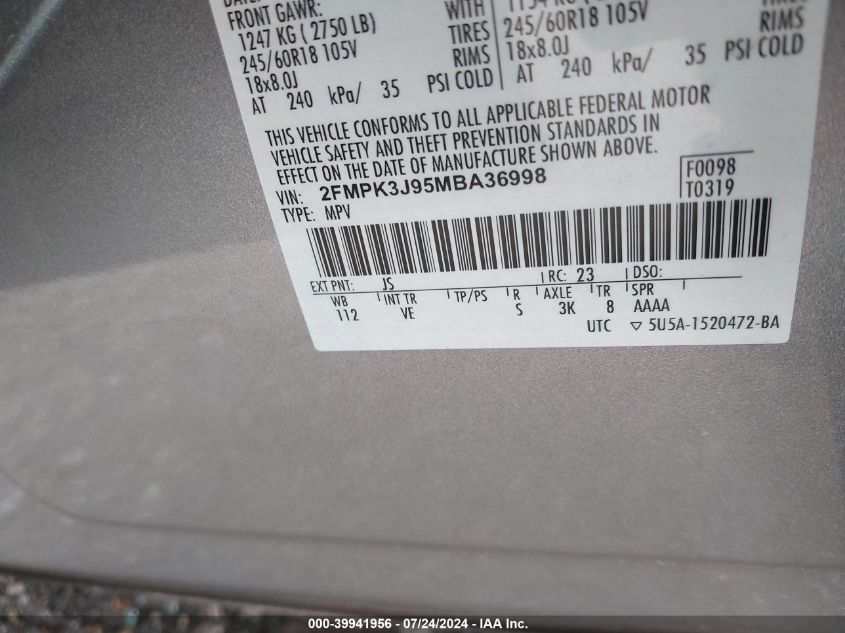 FRONT GAWR: WITH
1247 KG ( 2750 LB) TIRES 245/60R18 105V RIMS
245/60R18 105V RIMS 18x8.0J
18x8.0J AT 240 kPa/ 35 PSI COLD
AT 240 kPa/ 35 PSI COLD
THIS VEHICLE CONFORMS TO ALL APPLICABLE FEDERAL MOTOR
VEHICLE SAFETY AND THEFT PREVENTION STANDARDS IN
EFFECT ON THE DATE OF MANUFACTURE SHOWN ABOVE.
VIN: 2FMPK3J95MBA36998 F0098
TYPE: MPV T0319
EXT PNT: JS RC: 23 DSO:
WB INT TR TP/PS R AXLE TR SPR
112 VE S 3K 8 AAAA
UTC ▽ 5U5A-1520472-BA
000-39941956 - 07/24/2024 - IAA Inc.